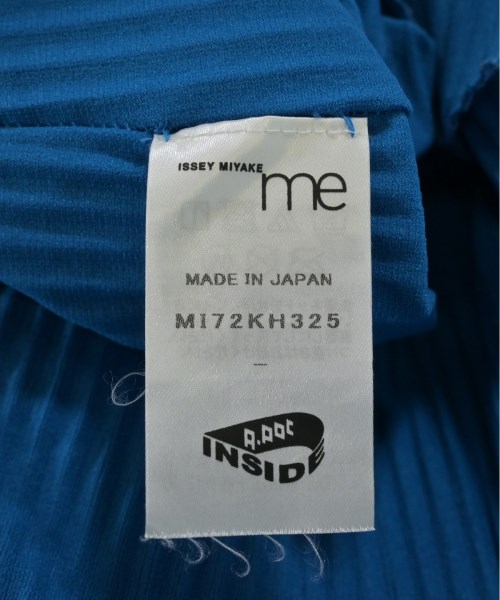 ISSEY MIYAKE
me
MADE IN JAPAN
MI72KH325
A.POC
INSIDE